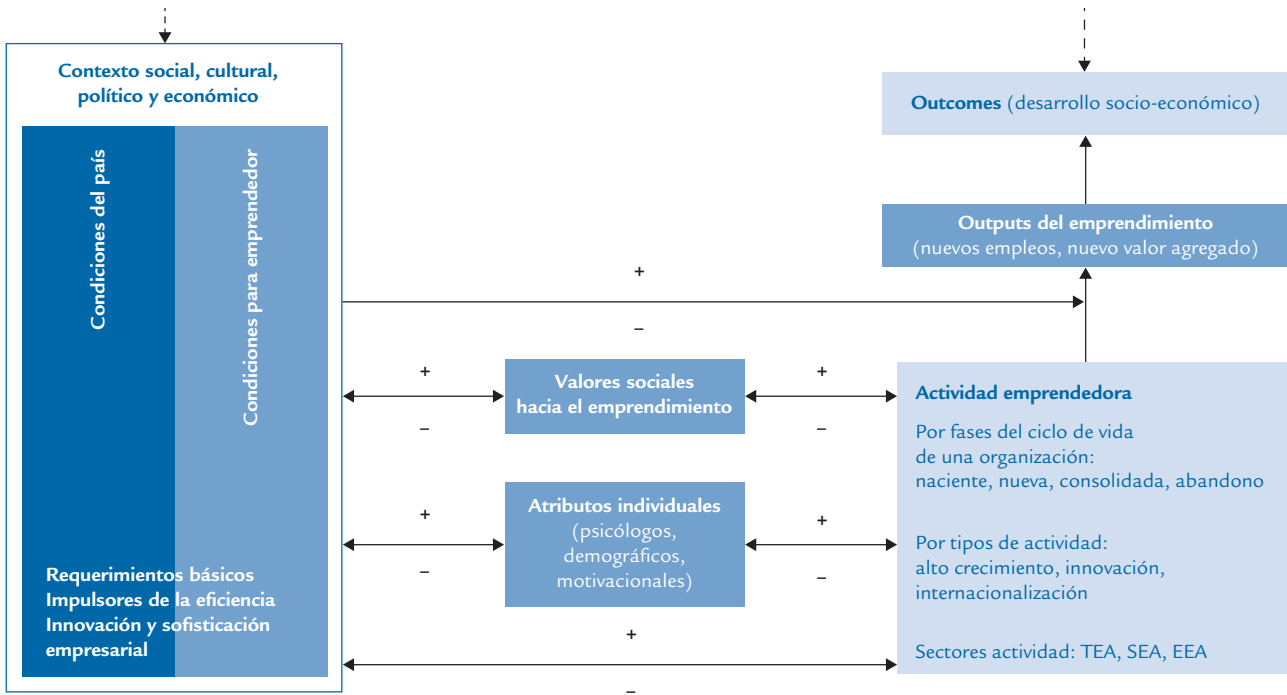 Contexto social, cultural,
político y económico
Condiciones del país
Condiciones para emprendedor
Requerimientos básicos
Impulsores de la eficiencia
Innovación y sofisticación
empresarial
Outcomes (desarrollo socio-económico)
Outputs del emprendimiento
(nuevos empleos, nuevo valor agregado)
+
–
+
–
Valores sociales
hacia el emprendimiento
+
–
+
–
Atributos individuales
(psicólogos,
demográficos,
motivacionales)
+
–
+
–
Actividad emprendedora
Por fases del ciclo de vida
de una organización:
naciente, nueva, consolidada, abandono
Por tipos de actividad:
alto crecimiento, innovación,
internacionalización
Sectores actividad: TEA, SEA, EEA